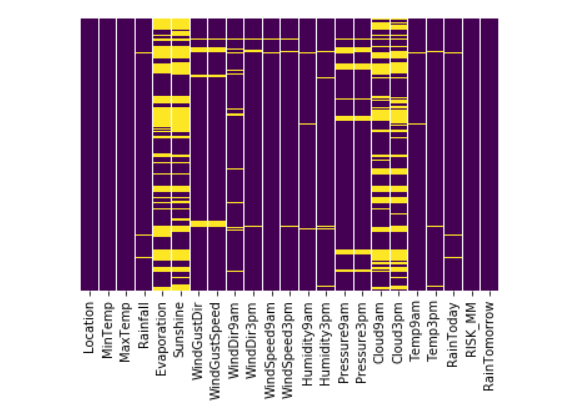 Location
MinTemp
MaxTemp
Rainfall
Evaporation
Sunshine
WindGustDir
WindGustSpeed
WindDir9am
WindDir3pm
WindSpeed9am
WindSpeed3pm
Humidity9am
Humidity3pm
Pressure9am
Pressure3pm
Cloud9am
Cloud3pm
Temp9am
Temp3pm
RainToday
RISK_MM
RainTomorrow